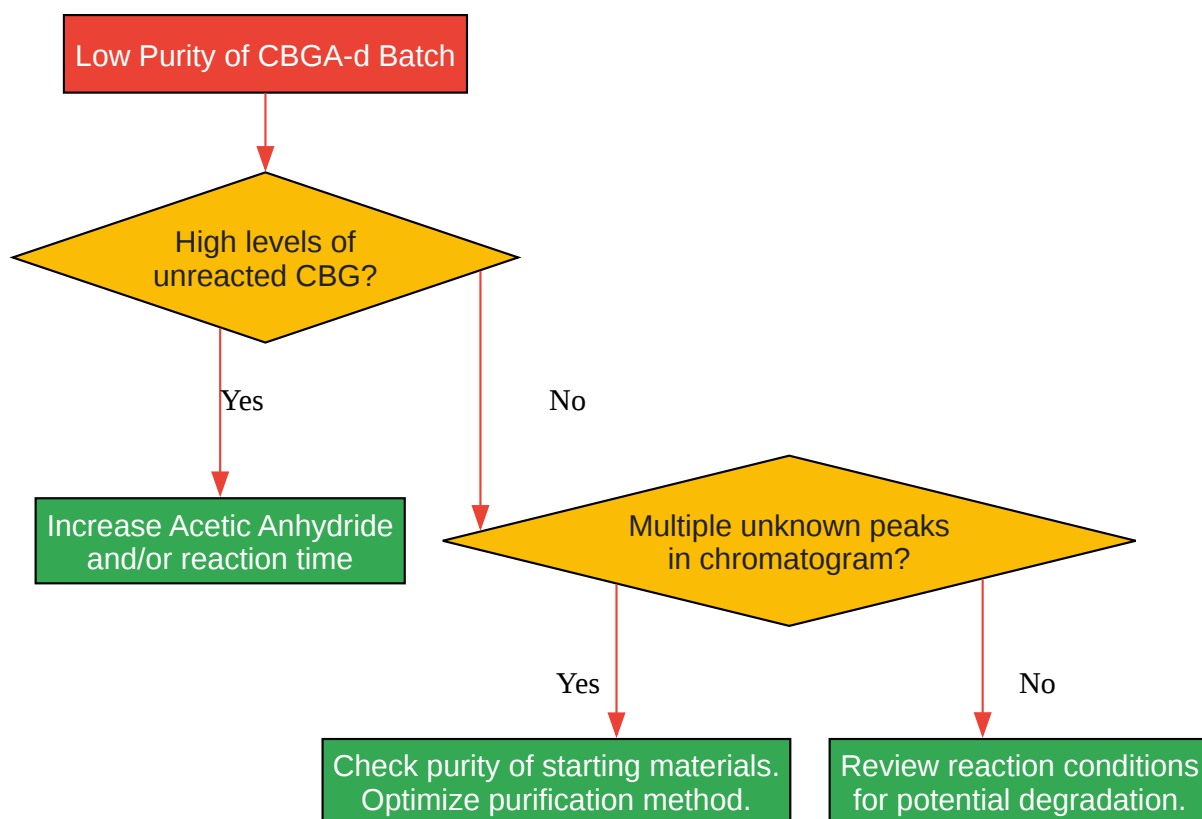 Low Purity of CBGA-d Batch
High levels of
unreacted CBG?
Yes
No
Increase Acetic Anhydride
and/or reaction time
Multiple unknown peaks
in chromatogram?
Yes
No
Check purity of starting materials.
Optimize purification method.
Review reaction conditions
for potential degradation.